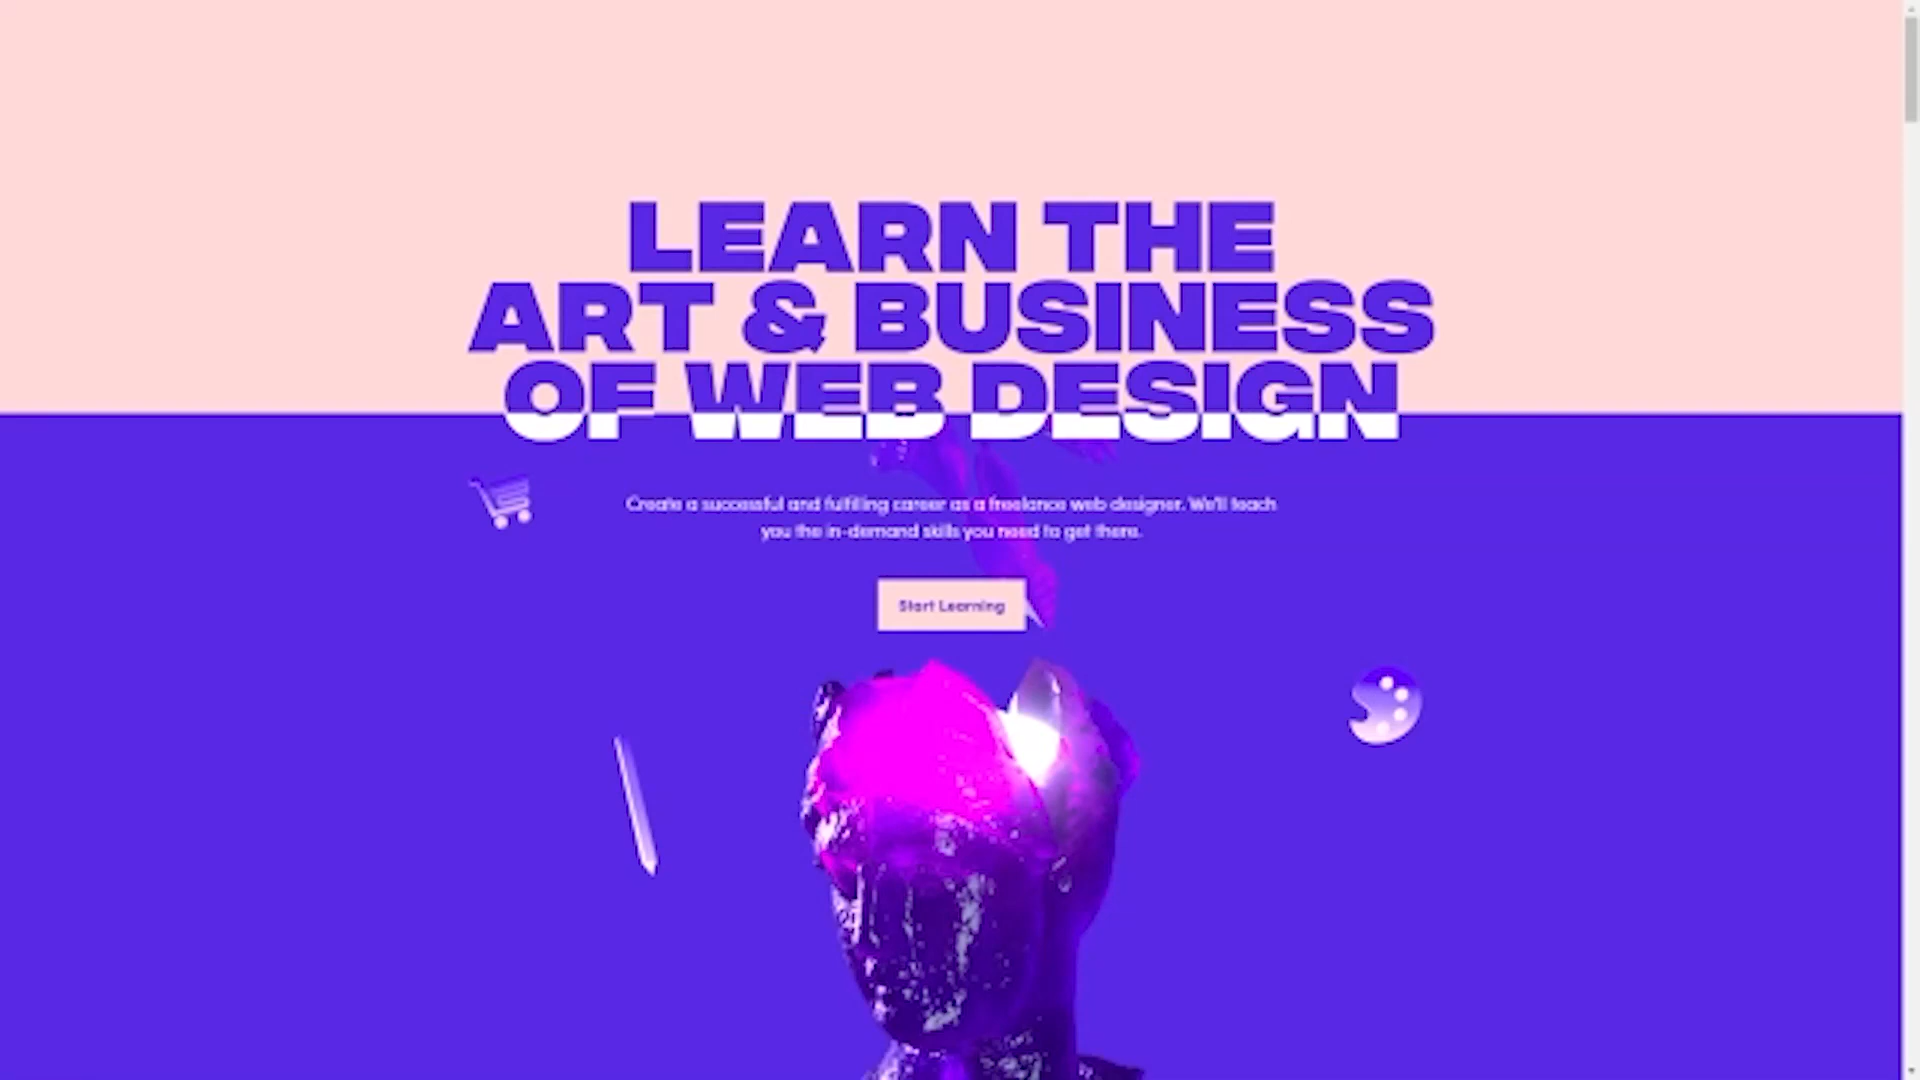 LEARN THE
ART & BUSINESS
OF WEB DESIGN
Create a successful and fulfilling career as a freelance web designer. We'll teach
you the in-demand skills you need to get there.
Start Learning